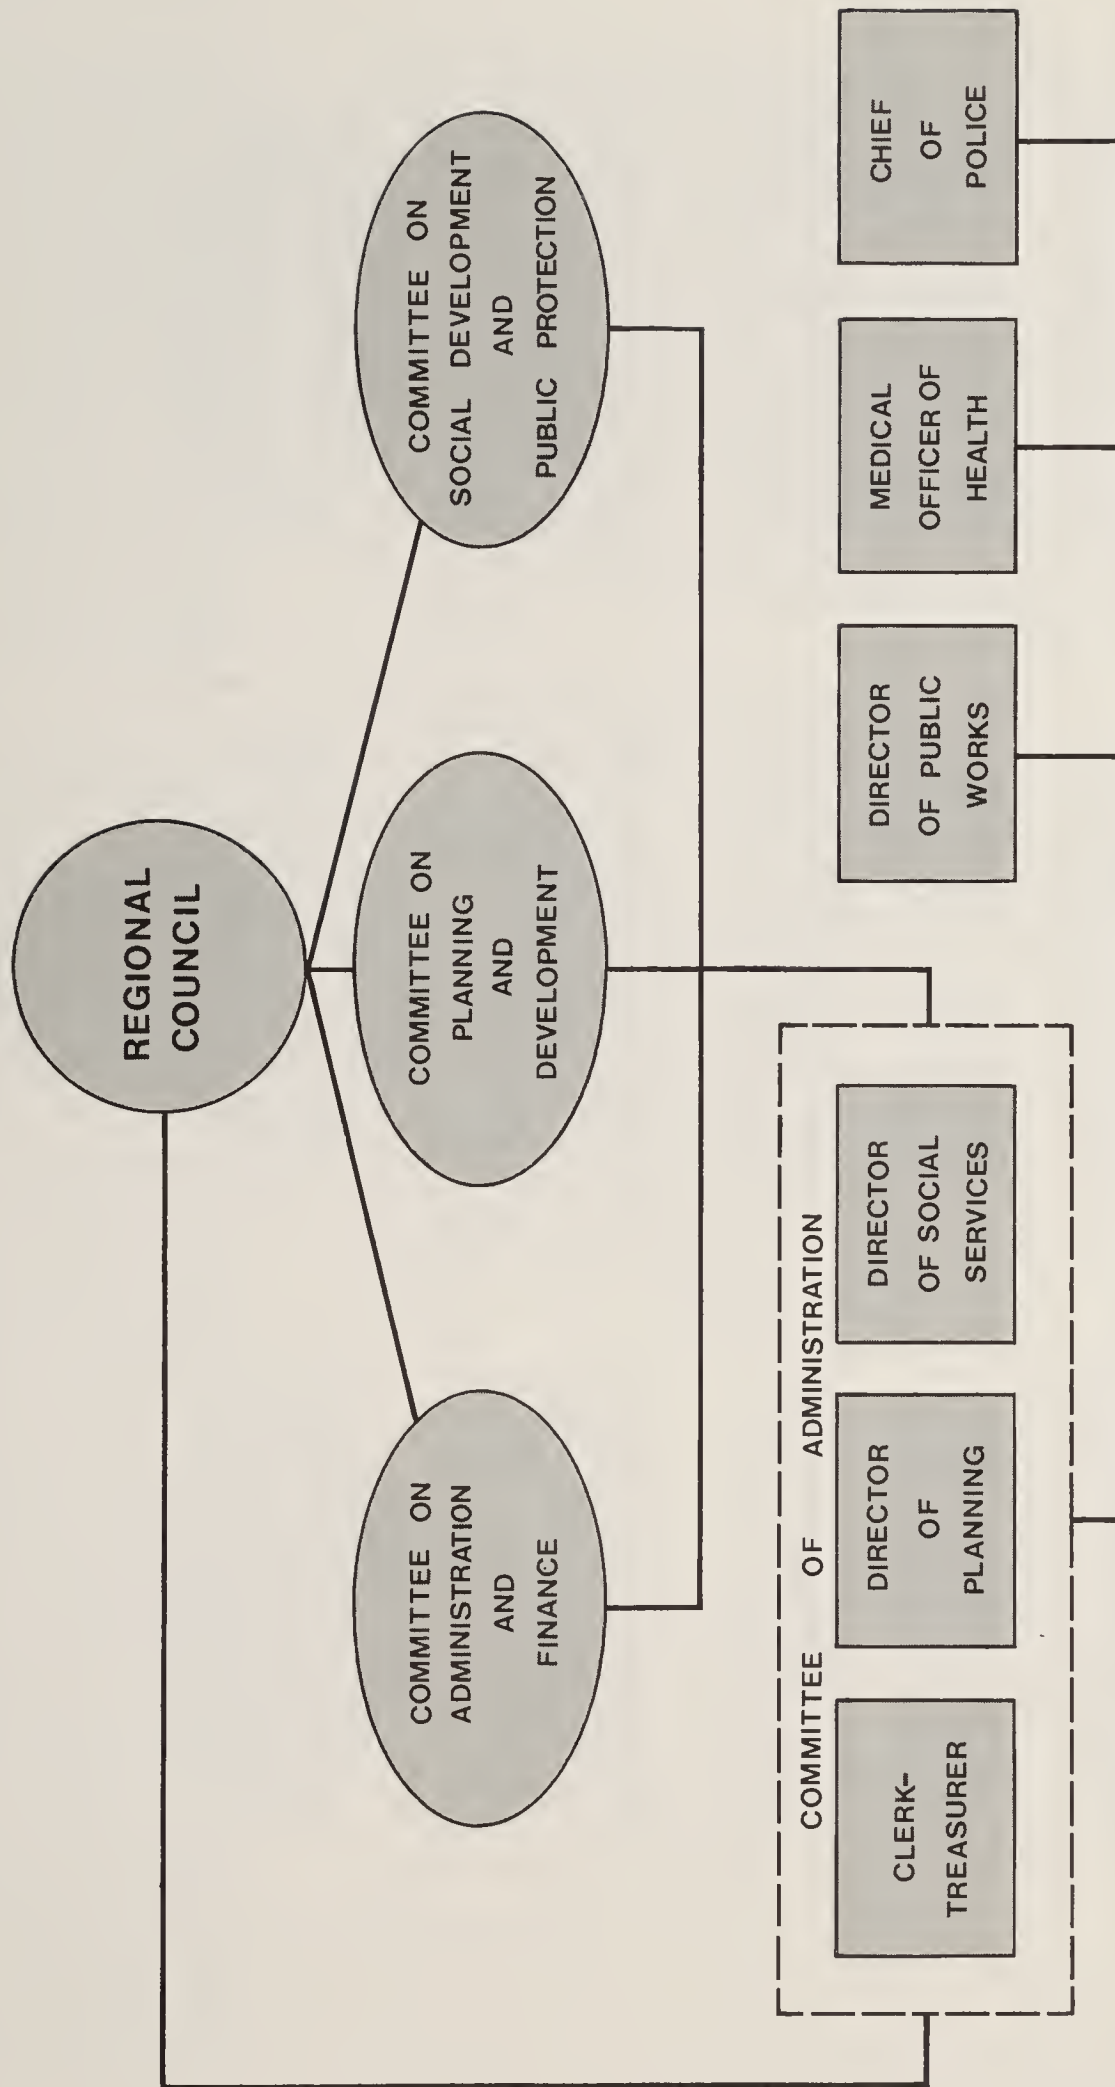 REGIONAL
COUNCIL
COMMITTEE ON
ADMINISTRATION
AND
FINANCE
COMMITTEE ON
PLANNING
AND
DEVELOPMENT
COMMITTEE ON
SOCIAL DEVELOPMENT
AND
PUBLIC PROTECTION
COMMITTEE OF ADMINISTRATION
CLERK-
TREASURER
DIRECTOR
OF
PLANNING
DIRECTOR
OF SOCIAL
SERVICES
DIRECTOR
OF PUBLIC
WORKS
MEDICAL
OFFICER OF
HEALTH
CHIEF
OF
POLICE